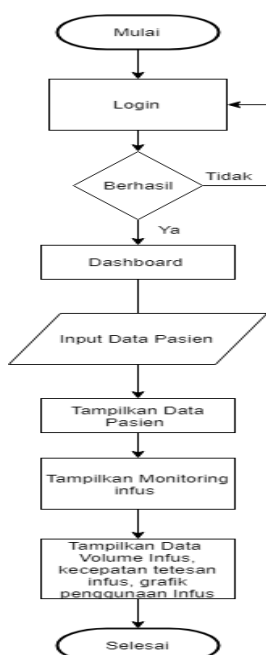 Mulai
Login
Berhasil
Tidak
Ya
Dashboard
Input Data Pasien
Tampilkan Data
Pasien
Tampilkan Monitoring
infus
Tampilkan Data
Volume Infus,
kecepatan tetesan
infus, grafik
penggunaan Infus
Selesai